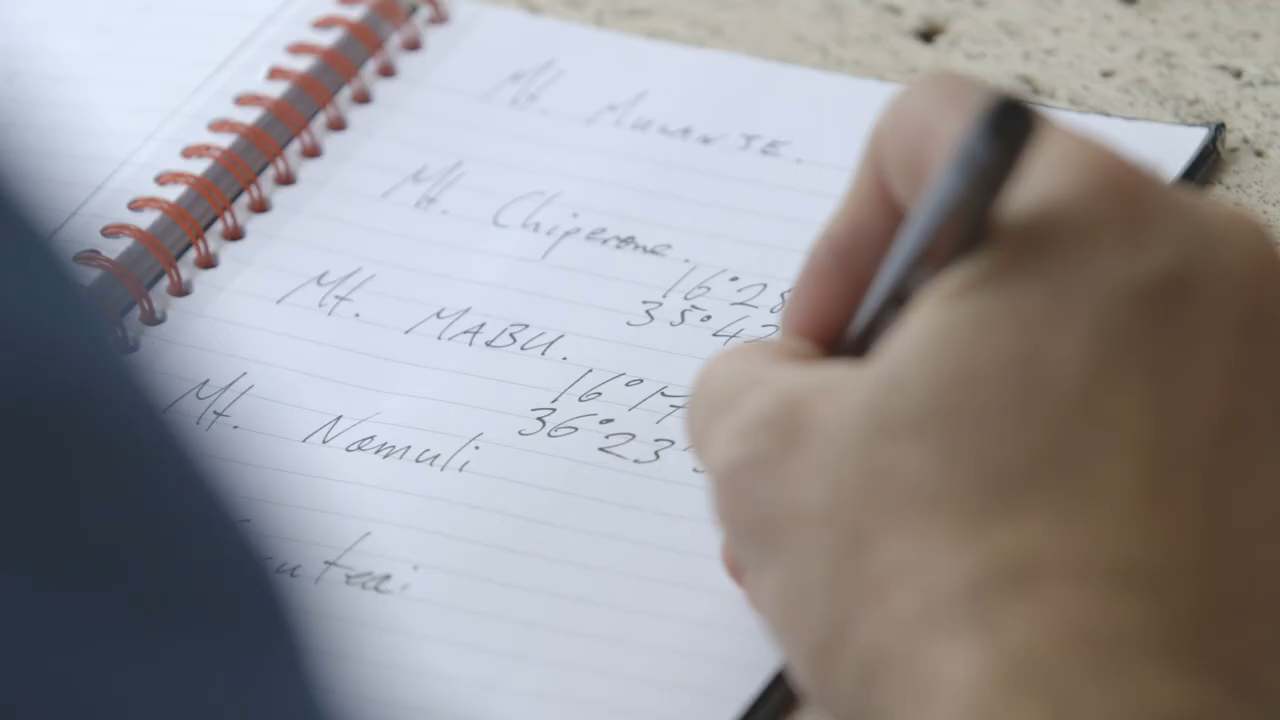 Mt. MULANJE.
Mt. Chiperone.
16°28
35°42
Mt. MABU.
16°17
36°23'
Mt. Namuli